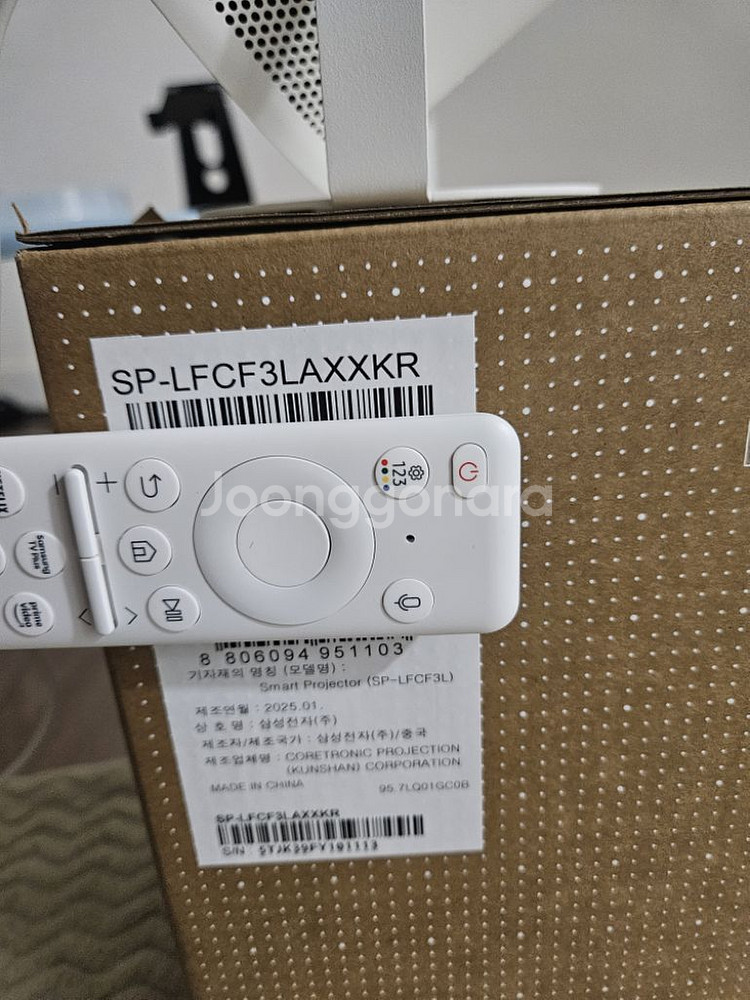 SP-LFCF3LAXXKR
123
NETFLIX
SAMSUNG
TV Plus
prime
video
Joonggonara
8 806094 951103
기자재의 명칭 (모델명) :
Smart Projector (SP-LFCF3L)
제조연월 : 2025.01.
상 호 명 : 삼성전자(주)
제조자/제조국가 : 삼성전자(주)/중국
제조업체명 : CORETRONIC PROJECTION
(KUNSHAN) CORPORATION
MADE IN CHINA 95.7LQ01GC0B
SP-LFCF3LAXXKR
S/N